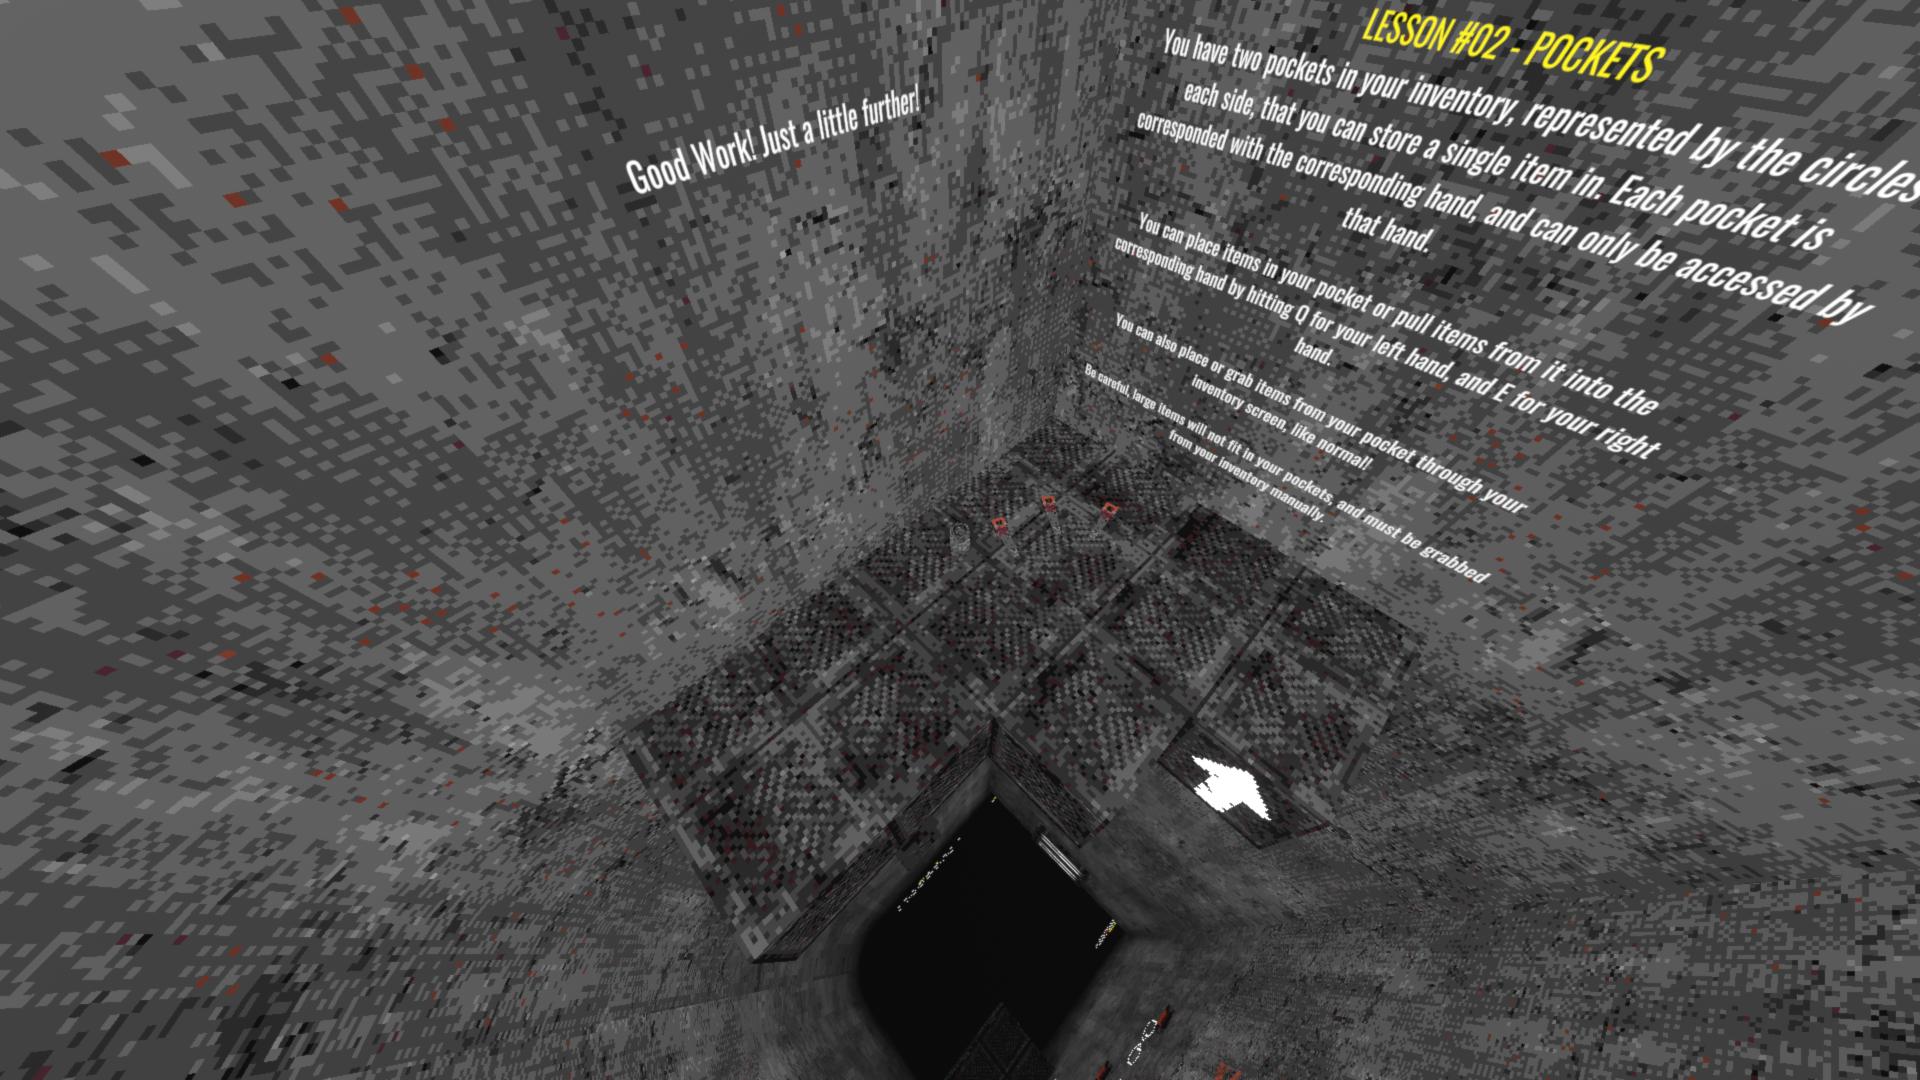 Good Work! Just a little further!
LESSON #02 - POCKETS
You have two pockets in your inventory, represented by the circles
each side, that you can store a single item in. Each pocket is
corresponded with the corresponding hand, and can only be accessed by
that hand.
You can place items in your pocket or pull items from it into the
corresponding hand by hitting Q for your left hand, and E for your right
hand.
You can also place or grab items from your pocket through your
inventory screen, like normal!
Be careful, large items will not fit in your pockets, and must be grabbed
from your inventory manually.